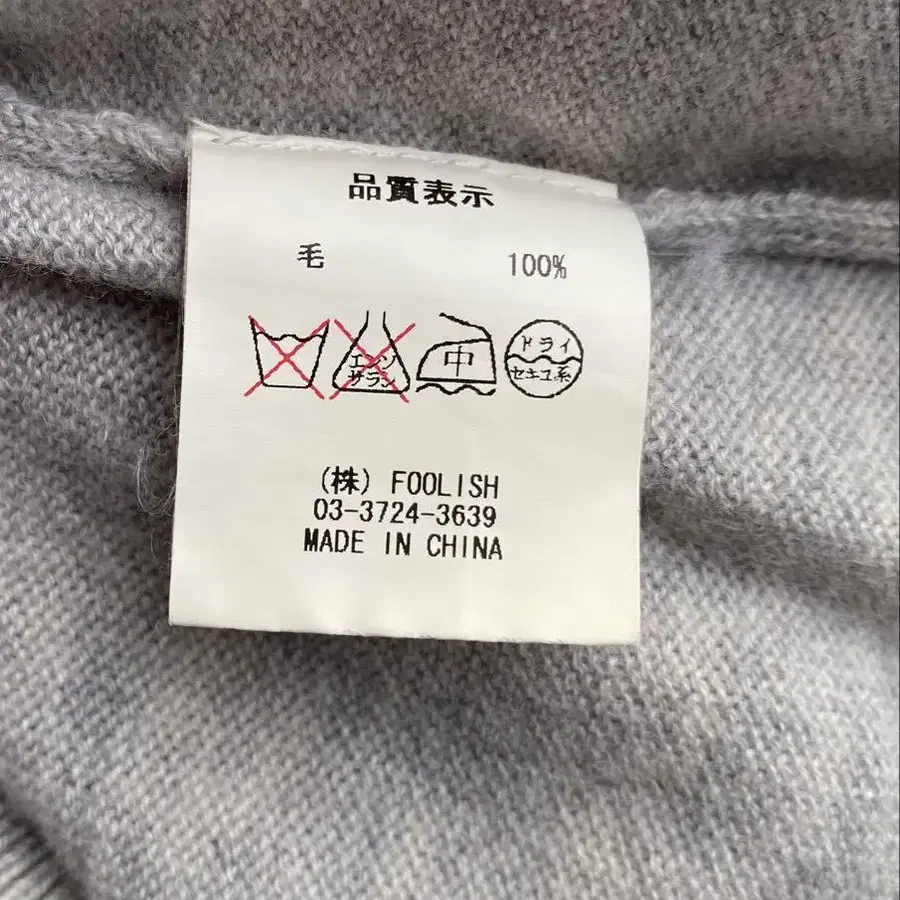 品質表示
毛 100%
エンソ
サラシ
中
ドライ
セキユ系
(株) FOOLISH
03-3724-3639
MADE IN CHINA